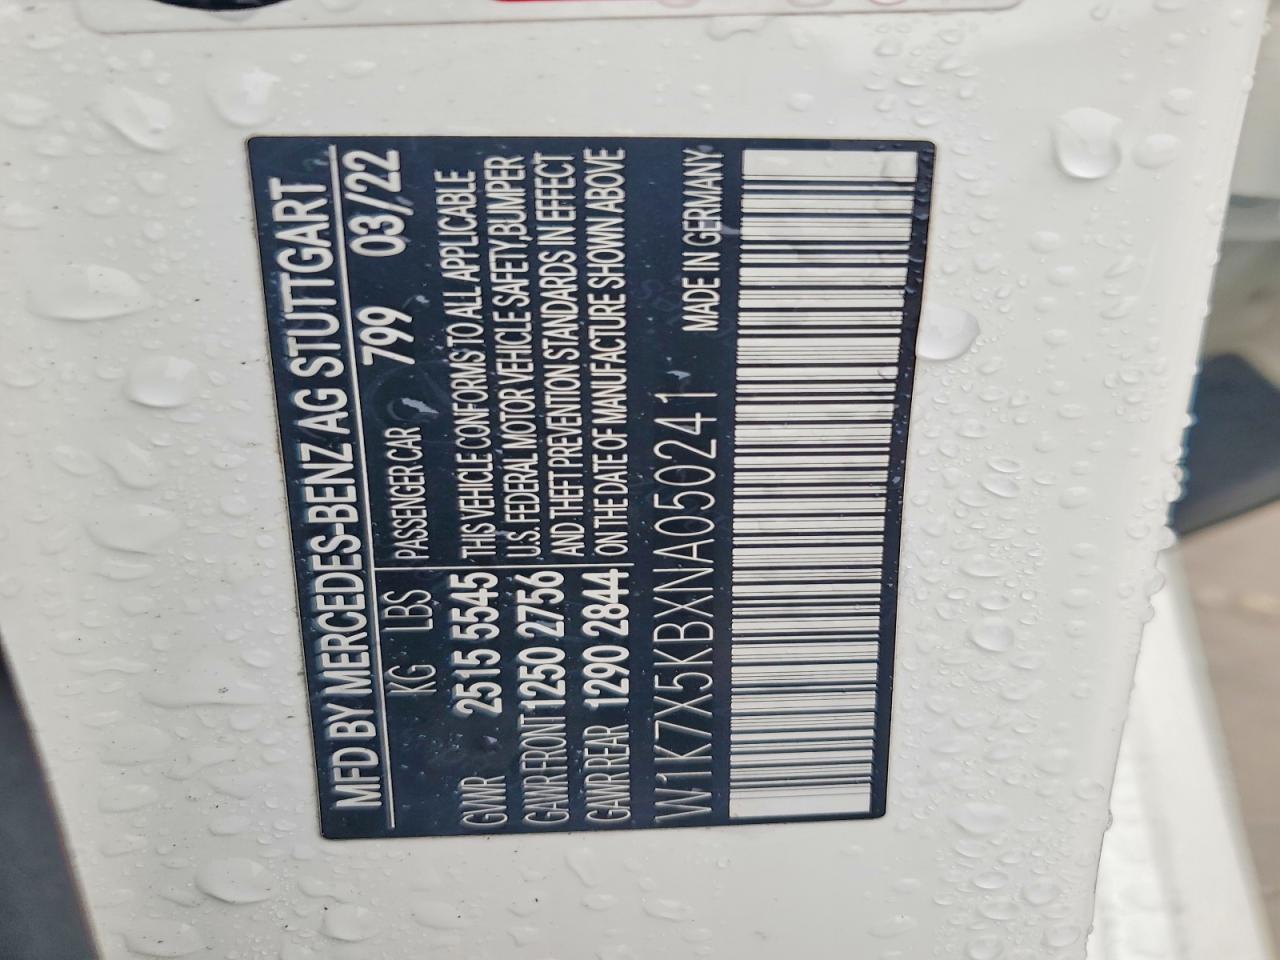 MFD BY MERCEDES-BENZ AG STUTTGART
KG LBS PASSENGER CAR 799 03/22
GVWR 2515 5545 THIS VEHICLE CONFORMS TO ALL APPLICABLE
GAWR FRONT 1250 2756 U.S. FEDERAL MOTOR VEHICLE SAFETY,BUMPER
GAWR REAR 1290 2844 AND THEFT PREVENTION STANDARDS IN EFFECT
ON THE DATE OF MANUFACTURE SHOWN ABOVE
W1K7X5KBXNA050241 MADE IN GERMANY